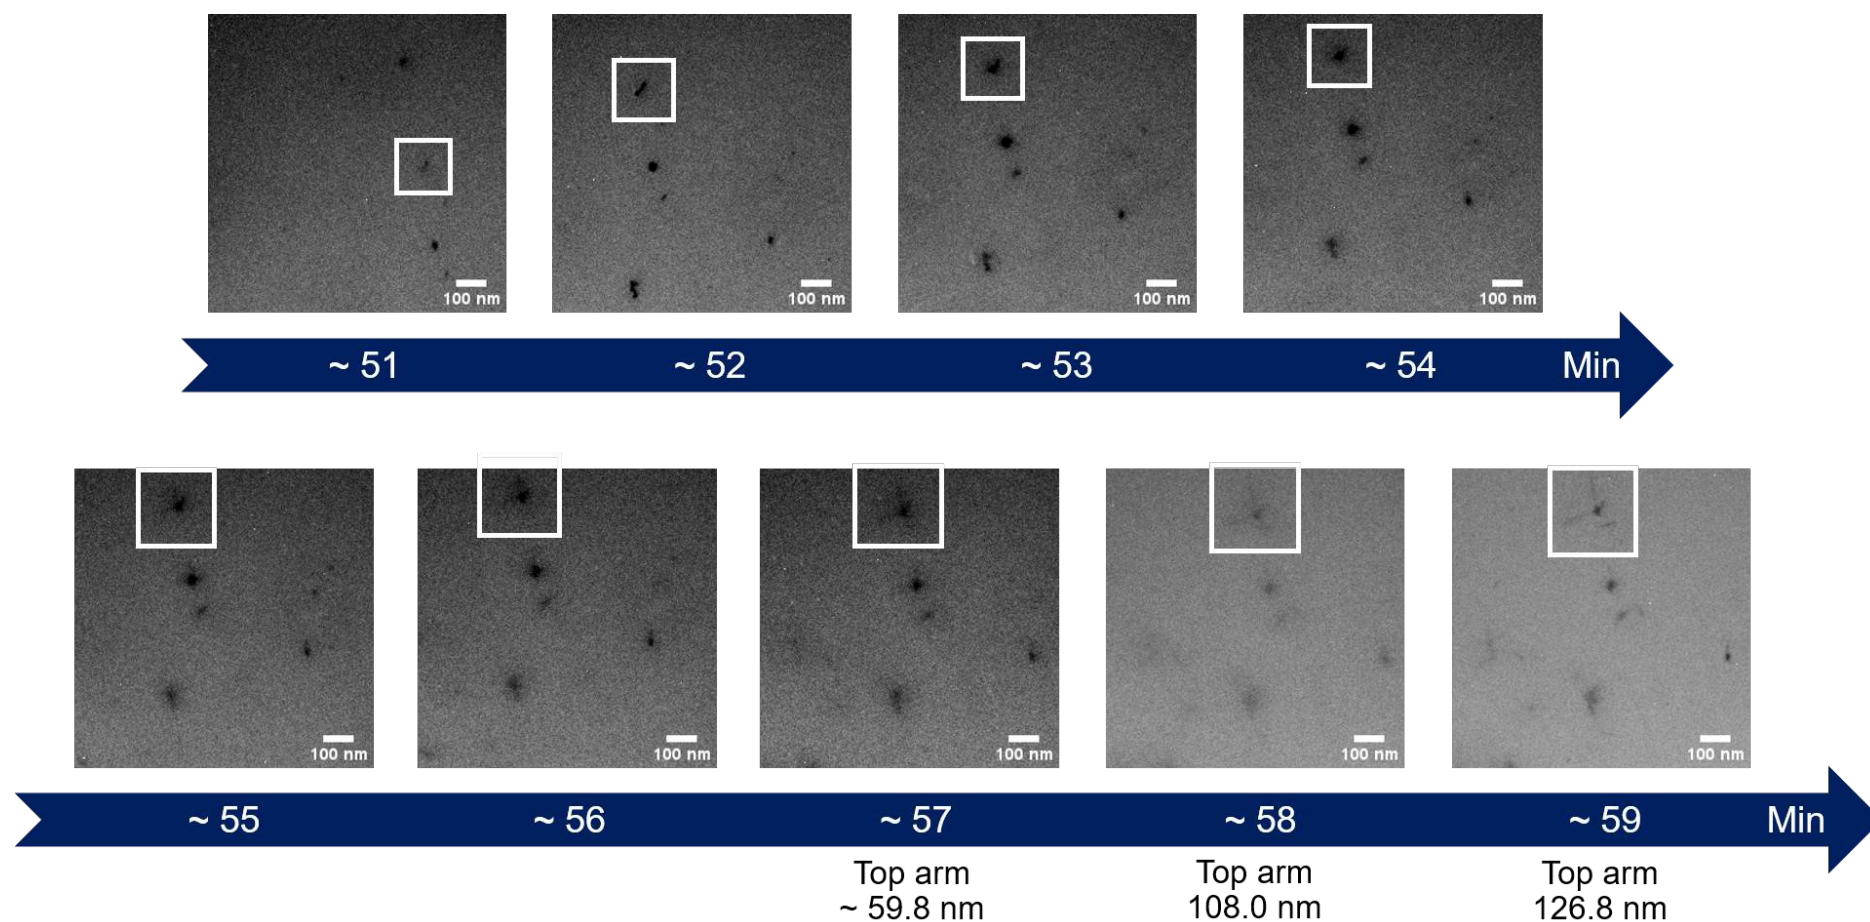 100 nm
100 nm
100 nm
100 nm
~ 51
~ 52
~ 53
~ 54
Min
100 nm
100 nm
100 nm
100 nm
100 nm
~ 55
~ 56
~ 57
~ 58
~ 59
Min
Top arm
~ 59.8 nm
Top arm
108.0 nm
Top arm
126.8 nm